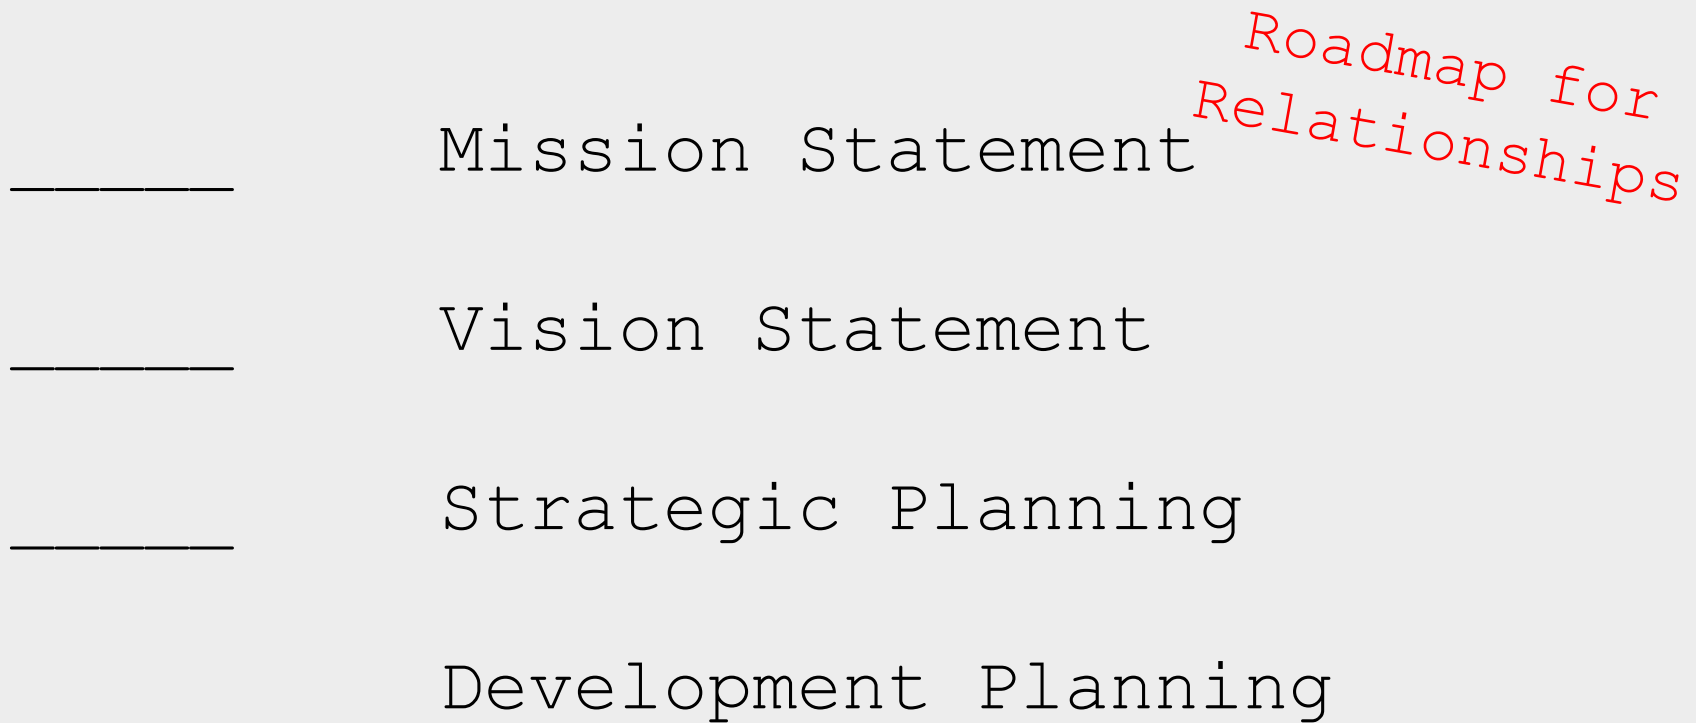 Roadmap for
Relationships
_____ Mission Statement
_____ Vision Statement
_____ Strategic Planning
Development Planning